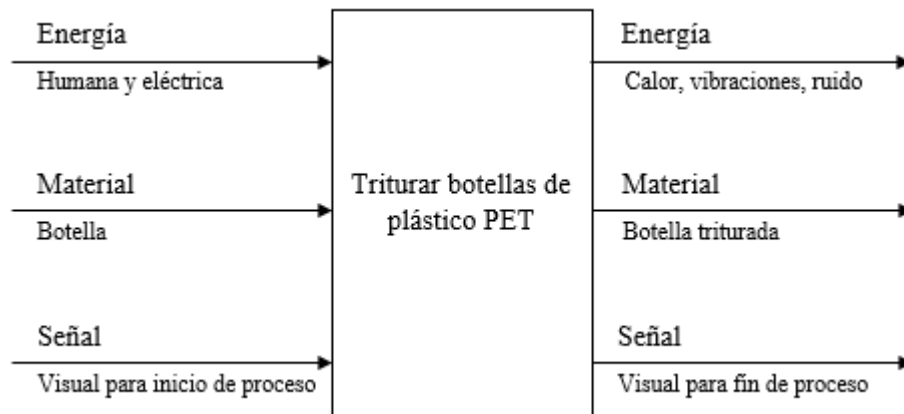 Energía
Humana y eléctrica
Material
Botella
Señal
Visual para inicio de proceso
Triturar botellas de
plástico PET
Energía
Calor, vibraciones, ruido
Material
Botella triturada
Señal
Visual para fín de proceso